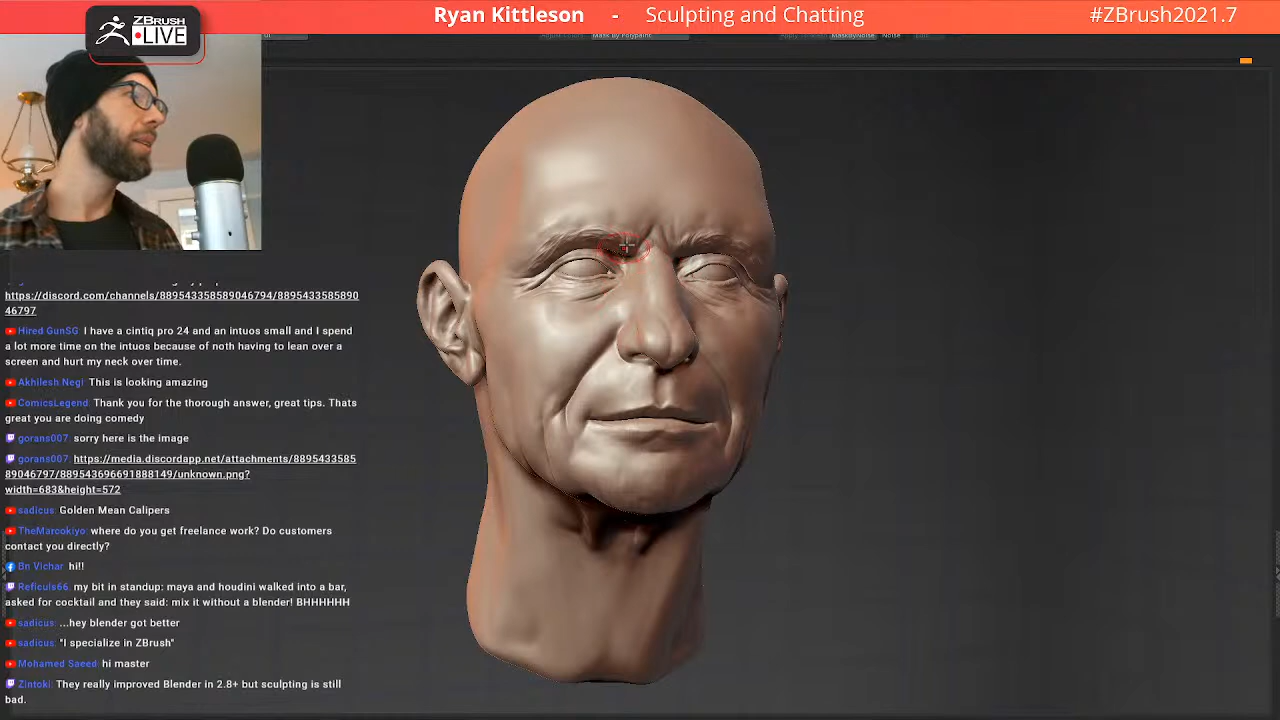 ZBRUSH
LIVE
Ryan Kittleson - Sculpting and Chatting
#ZBrush2021.7
Mask By Polypaint
MaskByNoise Noise
https://discord.com/channels/889543358589046794/8895433585890
46797
Hired GunSG: I have a cintiq pro 24 and an intuos small and I spend
a lot more time on the intuos because of noth having to lean over a
screen and hurt my neck over time.
Akhilesh Negi: This is looking amazing
ComicsLegend: Thank you for the thorough answer, great tips. Thats
great you are doing comedy
gorans007: sorry here is the image
gorans007: https://media.discordapp.net/attachments/8895433585
89046797/889543696691888149/unknown.png?
width=683&height=572
sadicus: Golden Mean Calipers
TheMarcokiyo: where do you get freelance work? Do customers
contact you directly?
Bn Vichar: hi!!
Reficuls66: my bit in standup: maya and houdini walked into a bar,
asked for cocktail and they said: mix it without a blender! BHHHHHH
sadicus: ...hey blender got better
sadicus: "I specialize in ZBrush"
Mohamed Saeed: hi master
Zintoki: They really improved Blender in 2.8+ but sculpting is still
bad.